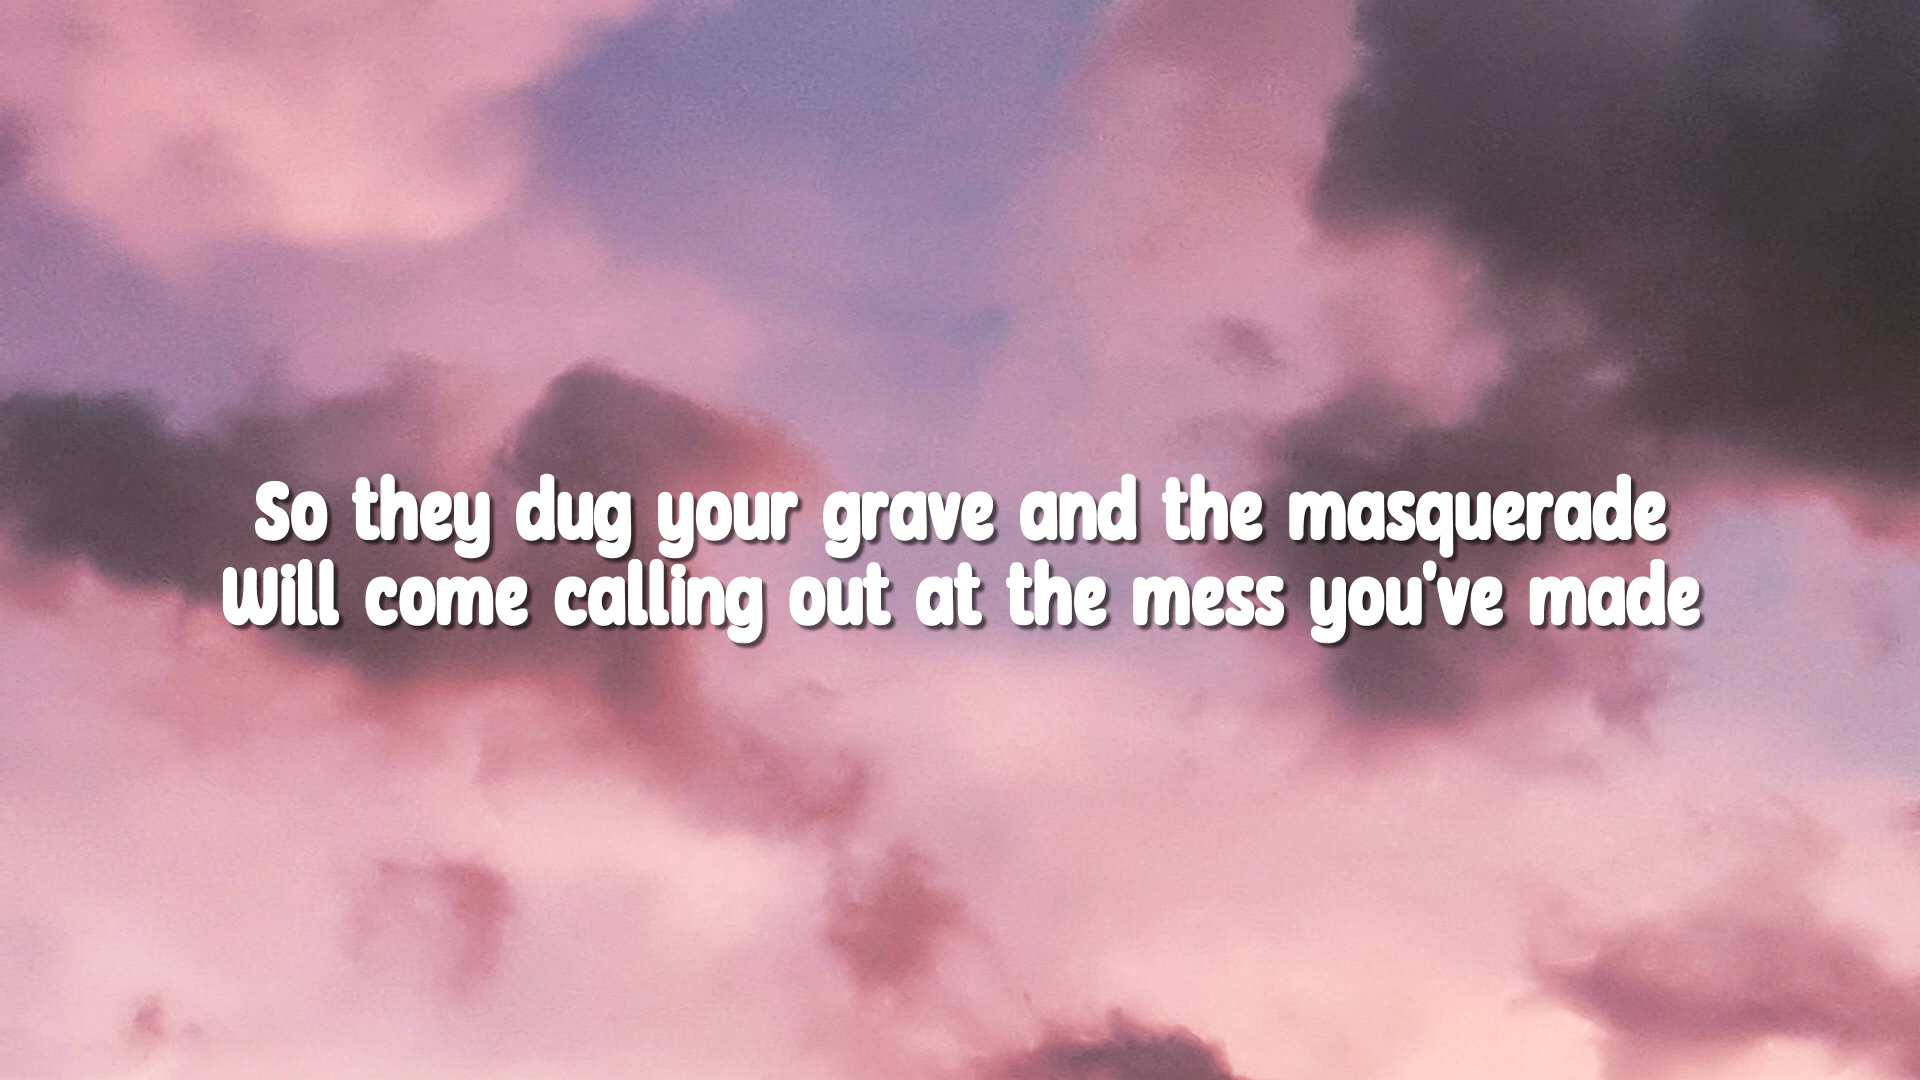 So they dug your grave and the masquerade
Will come calling out at the mess you've made